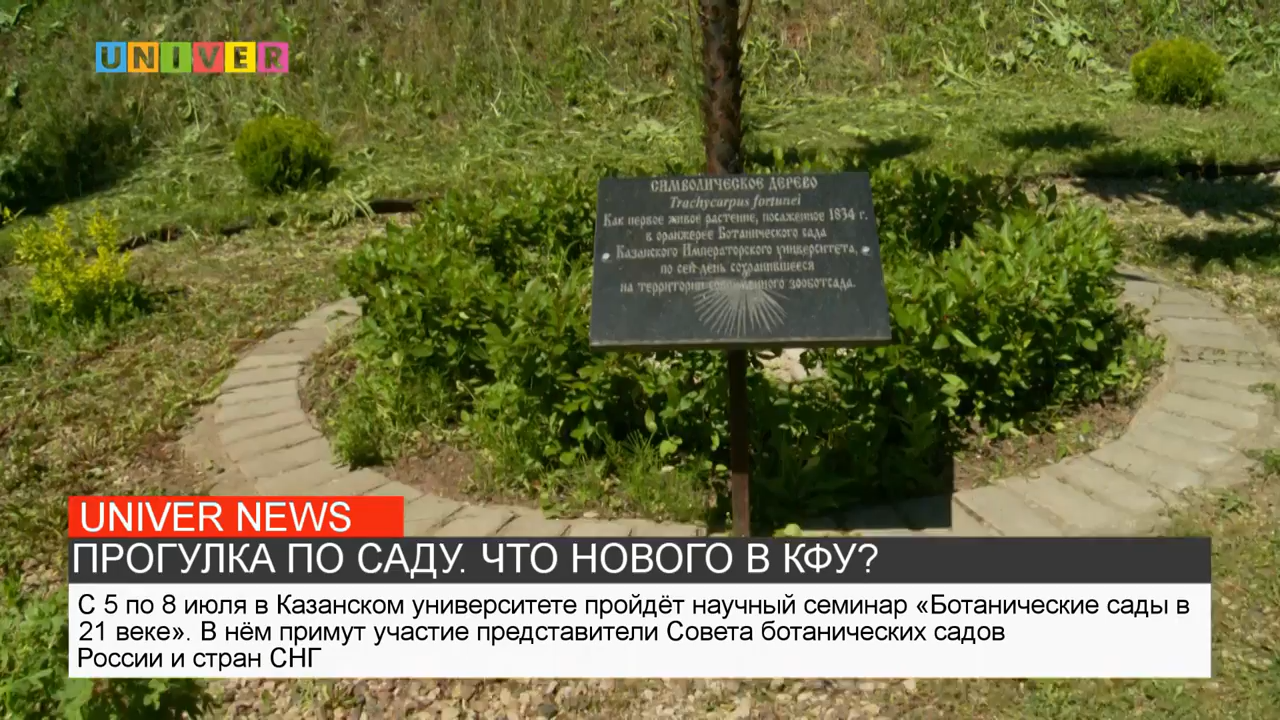 UNIVER
СИМВОЛИЧЕСКОЕ ДЕРЕВО
Trachycarpus fortunei
Как первое живое растение, посаженное 1834 г.
в оранжерее Ботанического сада
Казанского Императорского университета,
по сей день сохранившееся
на территории современного зооботсада.
UNIVER NEWS
ПРОГУЛКА ПО САДУ. ЧТО НОВОГО В КФУ?
С 5 по 8 июля в Казанском университете пройдёт научный семинар «Ботанические сады в
21 веке». В нём примут участие представители Совета ботанических садов
России и стран СНГ